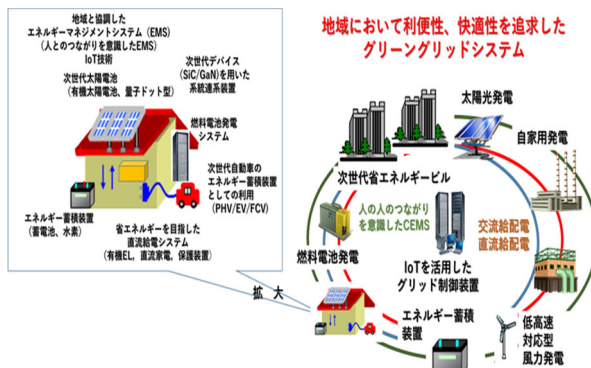 地域と協調した
エネルギーマネジメントシステム（EMS）
(人とのつながりを意識したEMS)
IoT技術
次世代太陽電池
（有機太陽電池、量子ドット型）
次世代デバイス
(SiC/GaN)を用いた
系統連系装置
燃料電池発電
システム
次世代自動車の
エネルギー蓄積装置
としての利用
(PHV/EV/FCV)
エネルギー蓄積装置
（蓄電池、水素）
省エネルギーを目指した
直流給電システム
（有機EL、直流家電、保護装置）
拡大
地域において利便性、快適性を追求した
グリーングリッドシステム
太陽光発電
自家用発電
次世代省エネルギービル
人の人のつながり
を意識したCEMS
交流給配電
直流給配電
燃料電池発電
IoTを活用した
グリッド制御装置
エネルギー蓄積
装置
低高速
対応型
風力発電